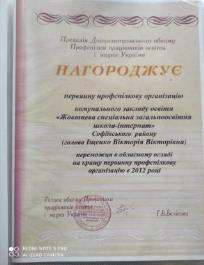 Президія Дніпропетровського обкому
Профспілки працівників освіти
і науки України
НАГОРОДЖУЄ
первинну профспілкову організацію
комунального закладу освіти
«Жовтнева спеціальна загальноосвітня
школа-інтернат»
Софіївського району
(голова Іщенко Вікторія Вікторівна)
переможця в обласному огляді
на кращу первинну профспілкову
організацію в 2012 році
Голова обкому Профспілки
працівників освіти
і науки України
REDMI NOTE 8 PRO
AI QUAD CAMERA